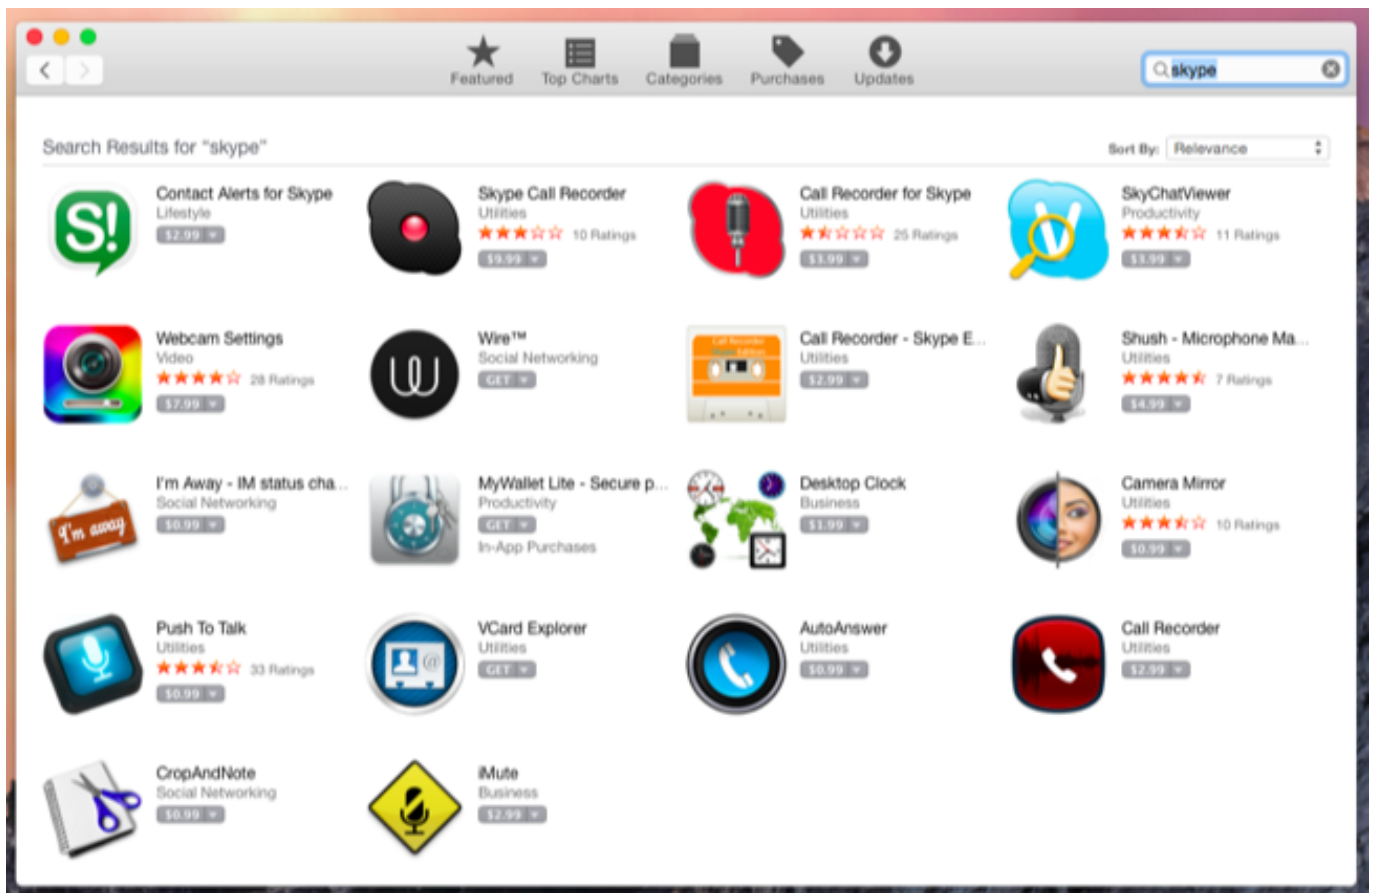 Featured
Top Charts
Categories
Purchases
Updates
skype
Search Results for "skype"
Sort By: Relevance
Contact Alerts for Skype
Lifestyle
$2.99
Skype Call Recorder
Utilities
10 Ratings
$9.99
Call Recorder for Skype
Utilities
25 Ratings
$3.99
SkyChatViewer
Productivity
11 Ratings
$3.99
Webcam Settings
Video
28 Ratings
$7.99
Wire™
Social Networking
GET
Call Recorder
Skype Edition
Call Recorder - Skype E...
Utilities
$2.99
Shush - Microphone Ma...
Utilities
7 Ratings
$4.99
I'm away
I'm Away - IM status cha...
Social Networking
$0.99
MyWallet Lite - Secure p...
Productivity
GET
In-App Purchases
Desktop Clock
Business
$1.99
Camera Mirror
Utilities
10 Ratings
$0.99
Push To Talk
Utilities
33 Ratings
$0.99
VCard Explorer
Utilities
GET
AutoAnswer
Utilities
$0.99
Call Recorder
Utilities
$2.99
CropAndNote
Social Networking
$0.99
iMute
Business
$2.99